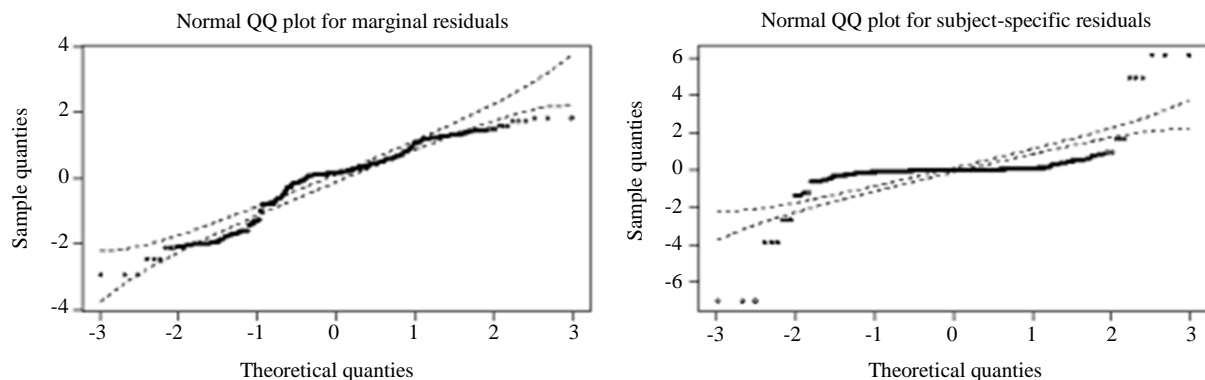 Normal QQ plot for marginal residuals
4
2
0
-2
-4
Sample quanties
-3 -2 -1 0 1 2 3
Theoretical quanties
Normal QQ plot for subject-specific residuals
6
4
2
0
-2
-4
-6
Sample quanties
-3 -2 -1 0 1 2 3
Theoretical quanties